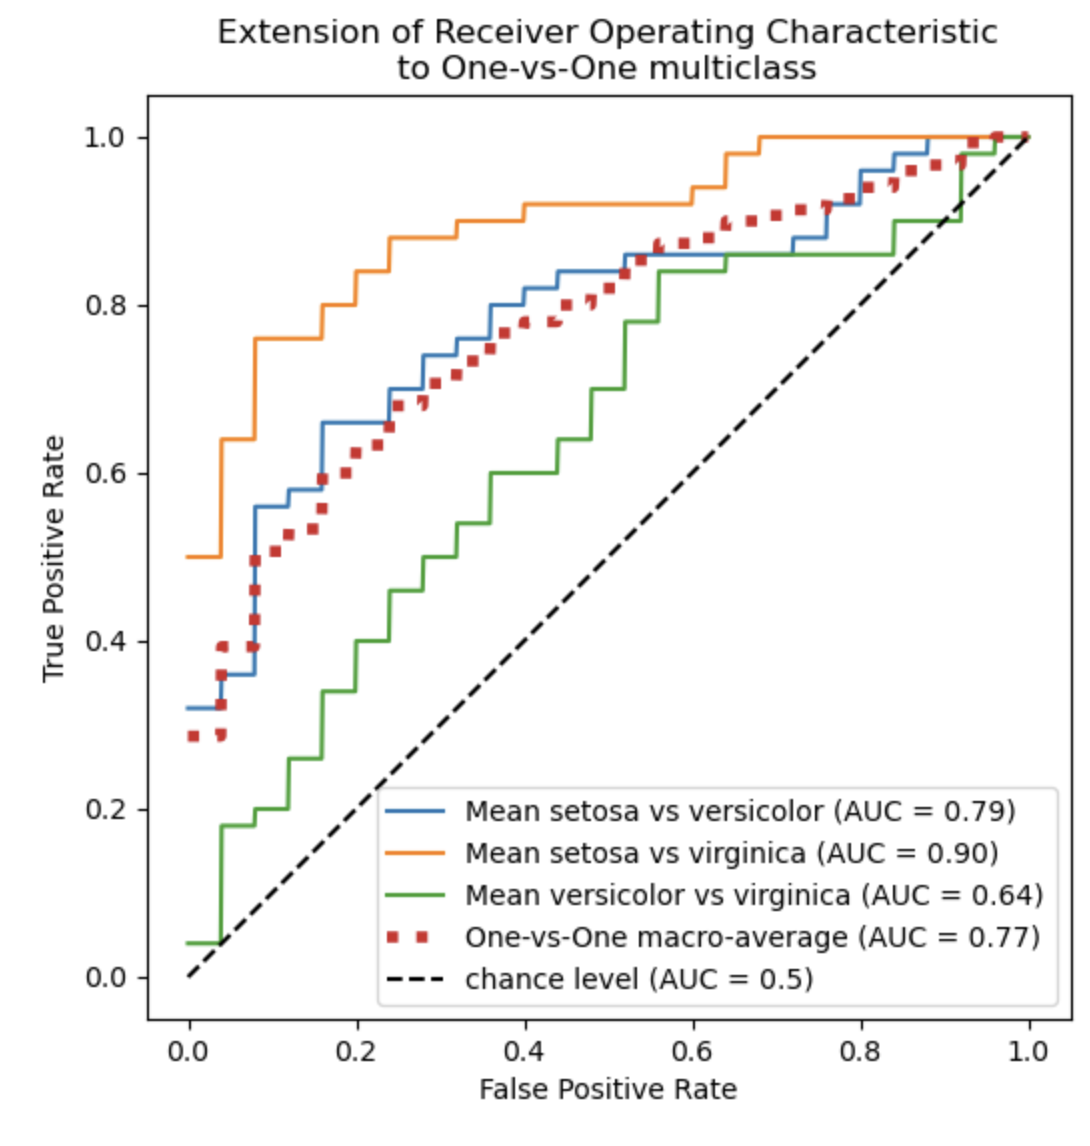 Extension of Receiver Operating Characteristic
to One-vs-One multiclass
True Positive Rate
1.0
0.8
0.6
0.4
0.2
0.0
Mean setosa vs versicolor (AUC = 0.79)
Mean setosa vs virginica (AUC = 0.90)
Mean versicolor vs virginica (AUC = 0.64)
One-vs-One macro-average (AUC = 0.77)
chance level (AUC = 0.5)
0.0 0.2 0.4 0.6 0.8 1.0
False Positive Rate